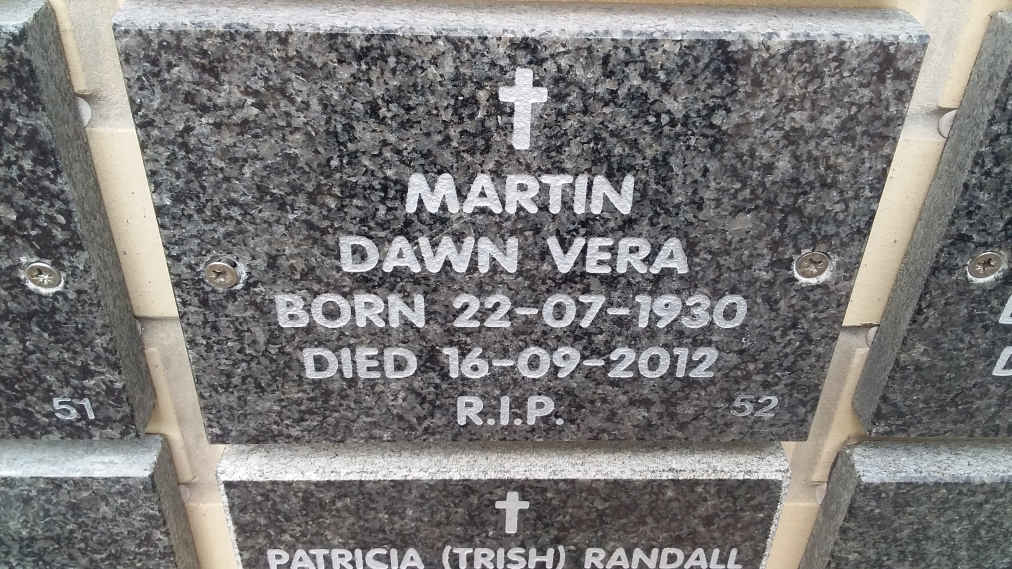 MARTIN
DAWN VERA
BORN 22-07-1930
DIED 16-09-2012
R.I.P.
51
52
PATRICIA (TRISH) RANDALL